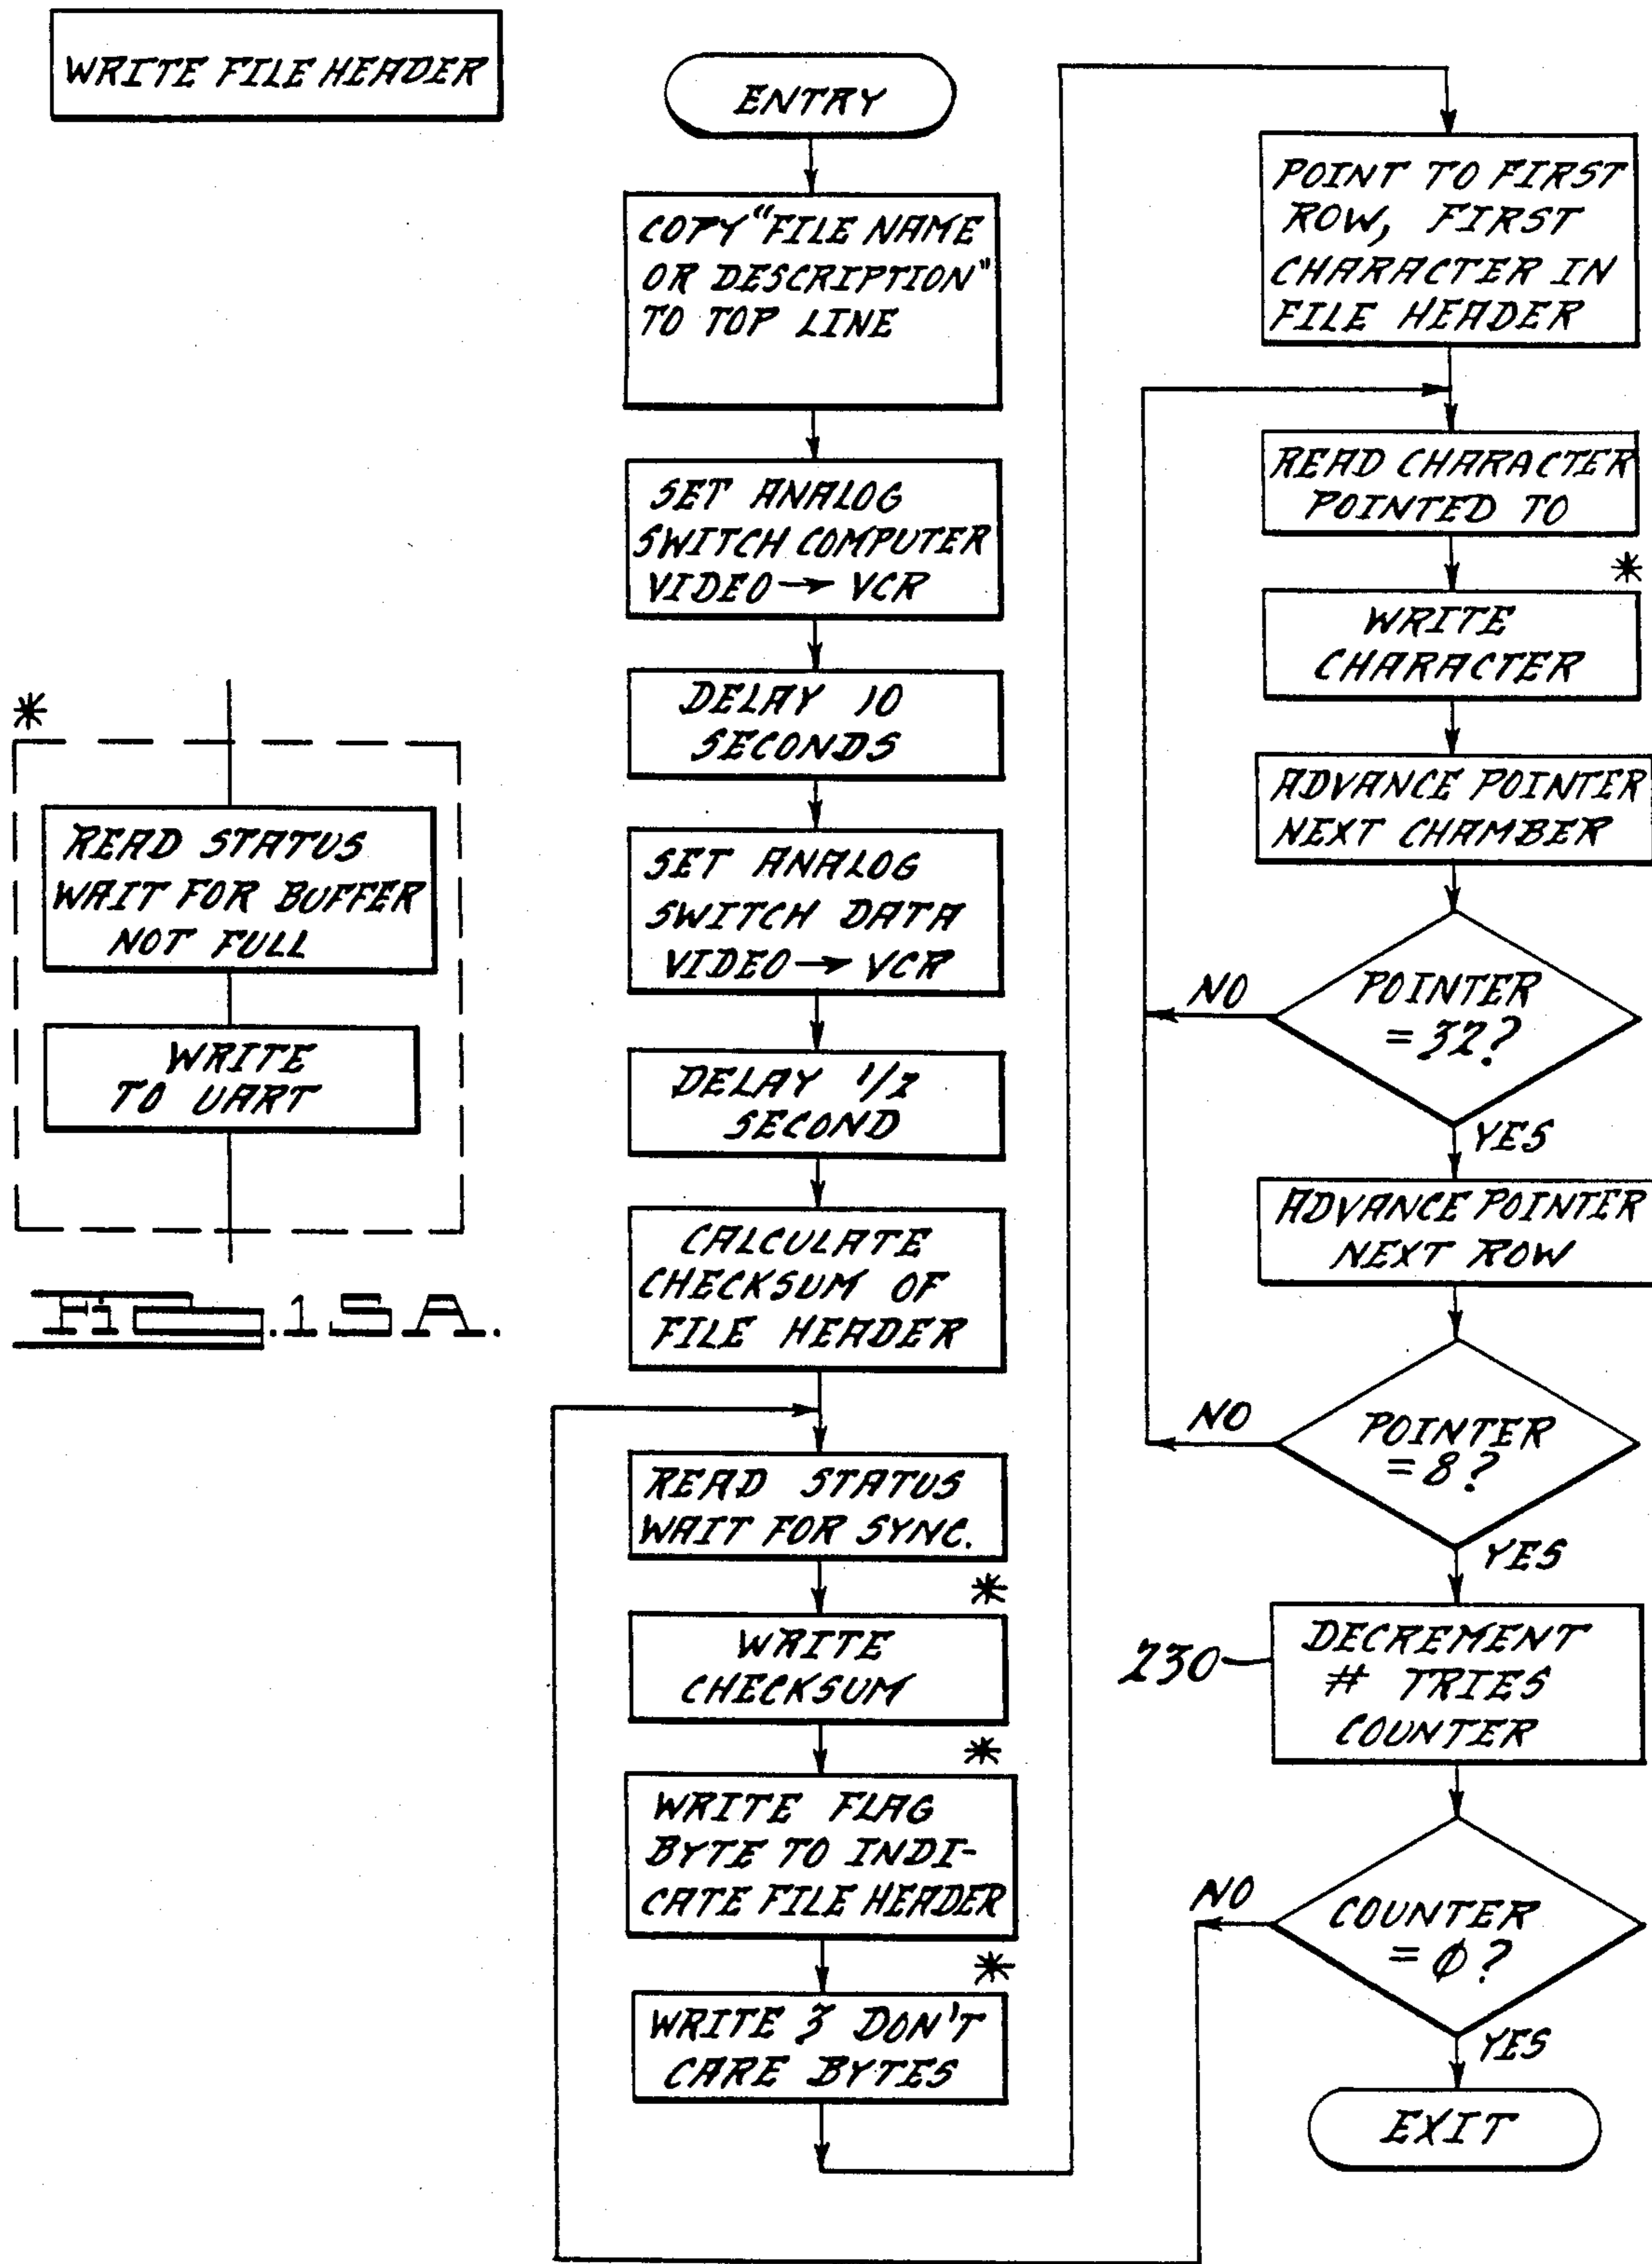 WRITE FILE HEADER
ENTRY
COPY "FILE NAME
OR DESCRIPTION"
TO TOP LINE
SET ANALOG
SWITCH COMPUTER
VIDEO → VCR
DELAY 10
SECONDS
SET ANALOG
SWITCH DATA
VIDEO → VCR
DELAY 1/2
SECOND
CALCULATE
CHECKSUM OF
FILE HEADER
READ STATUS
WAIT FOR SYNC.
*
WRITE
CHECKSUM
*
WRITE FLAG
BYTE TO INDI-
CATE FILE HEADER
*
WRITE 3 DON'T
CARE BYTES
POINT TO FIRST
ROW, FIRST
CHARACTER IN
FILE HEADER
READ CHARACTER
POINTED TO
*
WRITE
CHARACTER
ADVANCE POINTER
NEXT CHAMBER
POINTER
= 32?
NO
YES
ADVANCE POINTER
NEXT ROW
POINTER
= 8?
NO
YES
230
DECREMENT
# TRIES
COUNTER
COUNTER
= Ø?
NO
YES
EXIT
*
READ STATUS
WAIT FOR BUFFER
NOT FULL
WRITE
TO UART
FIG.15A.